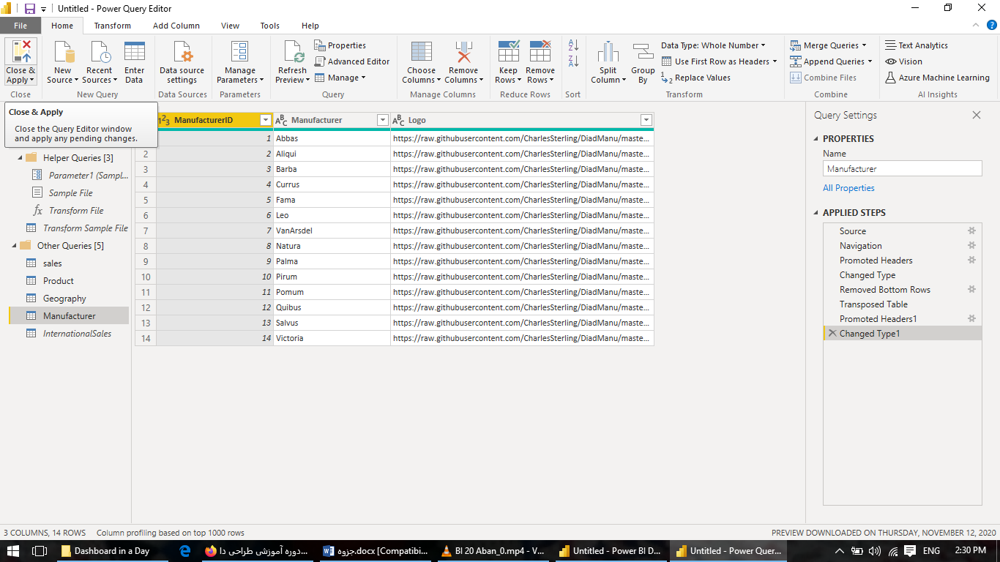 Untitled - Power Query Editor
File Home Transform Add Column View Tools Help
Close & Apply
New Source
Recent Sources
Enter Data
Data source settings
Manage Parameters
Refresh Preview
Properties
Advanced Editor
Manage
Choose Columns
Remove Columns
Keep Rows
Remove Rows
Split Column
Group By
Data Type: Whole Number
Use First Row as Headers
Replace Values
Merge Queries
Append Queries
Combine Files
Text Analytics
Vision
Azure Machine Learning
Close New Query Data Sources Parameters Query Manage Columns Reduce Rows Sort Transform Combine AI Insights
Close & Apply
Close the Query Editor window
and apply any pending changes.
Helper Queries [3]
Parameter1 (Sampl...
Sample File
Transform File
Transform Sample File
Other Queries [5]
sales
Product
Geography
Manufacturer
InternationalSales
ManufacturerID Manufacturer Logo
1 Abbas https://raw.githubusercontent.com/CharlesSterling/DiadManu/maste...
2 2 Aliqui https://raw.githubusercontent.com/CharlesSterling/DiadManu/maste...
3 3 Barba https://raw.githubusercontent.com/CharlesSterling/DiadManu/maste...
4 4 Currus https://raw.githubusercontent.com/CharlesSterling/DiadManu/maste...
5 5 Fama https://raw.githubusercontent.com/CharlesSterling/DiadManu/maste...
6 6 Leo https://raw.githubusercontent.com/CharlesSterling/DiadManu/maste...
7 7 VanArsdel https://raw.githubusercontent.com/CharlesSterling/DiadManu/maste...
8 8 Natura https://raw.githubusercontent.com/CharlesSterling/DiadManu/maste...
9 9 Palma https://raw.githubusercontent.com/CharlesSterling/DiadManu/maste...
10 10 Pirum https://raw.githubusercontent.com/CharlesSterling/DiadManu/maste...
11 11 Pomum https://raw.githubusercontent.com/CharlesSterling/DiadManu/maste...
12 12 Quibus https://raw.githubusercontent.com/CharlesSterling/DiadManu/maste...
13 13 Salvus https://raw.githubusercontent.com/CharlesSterling/DiadManu/maste...
14 14 Victoria https://raw.githubusercontent.com/CharlesSterling/DiadManu/maste...
Query Settings
PROPERTIES
Name
Manufacturer
All Properties
APPLIED STEPS
Source
Navigation
Promoted Headers
Changed Type
Removed Bottom Rows
Transposed Table
Promoted Headers1
Changed Type1
3 COLUMNS, 14 ROWS Column profiling based on top 1000 rows PREVIEW DOWNLOADED ON THURSDAY, NOVEMBER 12, 2020
Dashboard in a Day
دوره آموزشی طراحی دا...
جزوه.docx [Compatibi...
BI 20 Aban_0.mp4 - V...
Untitled - Power BI D...
Untitled - Power Quer...
ENG 2:30 PM